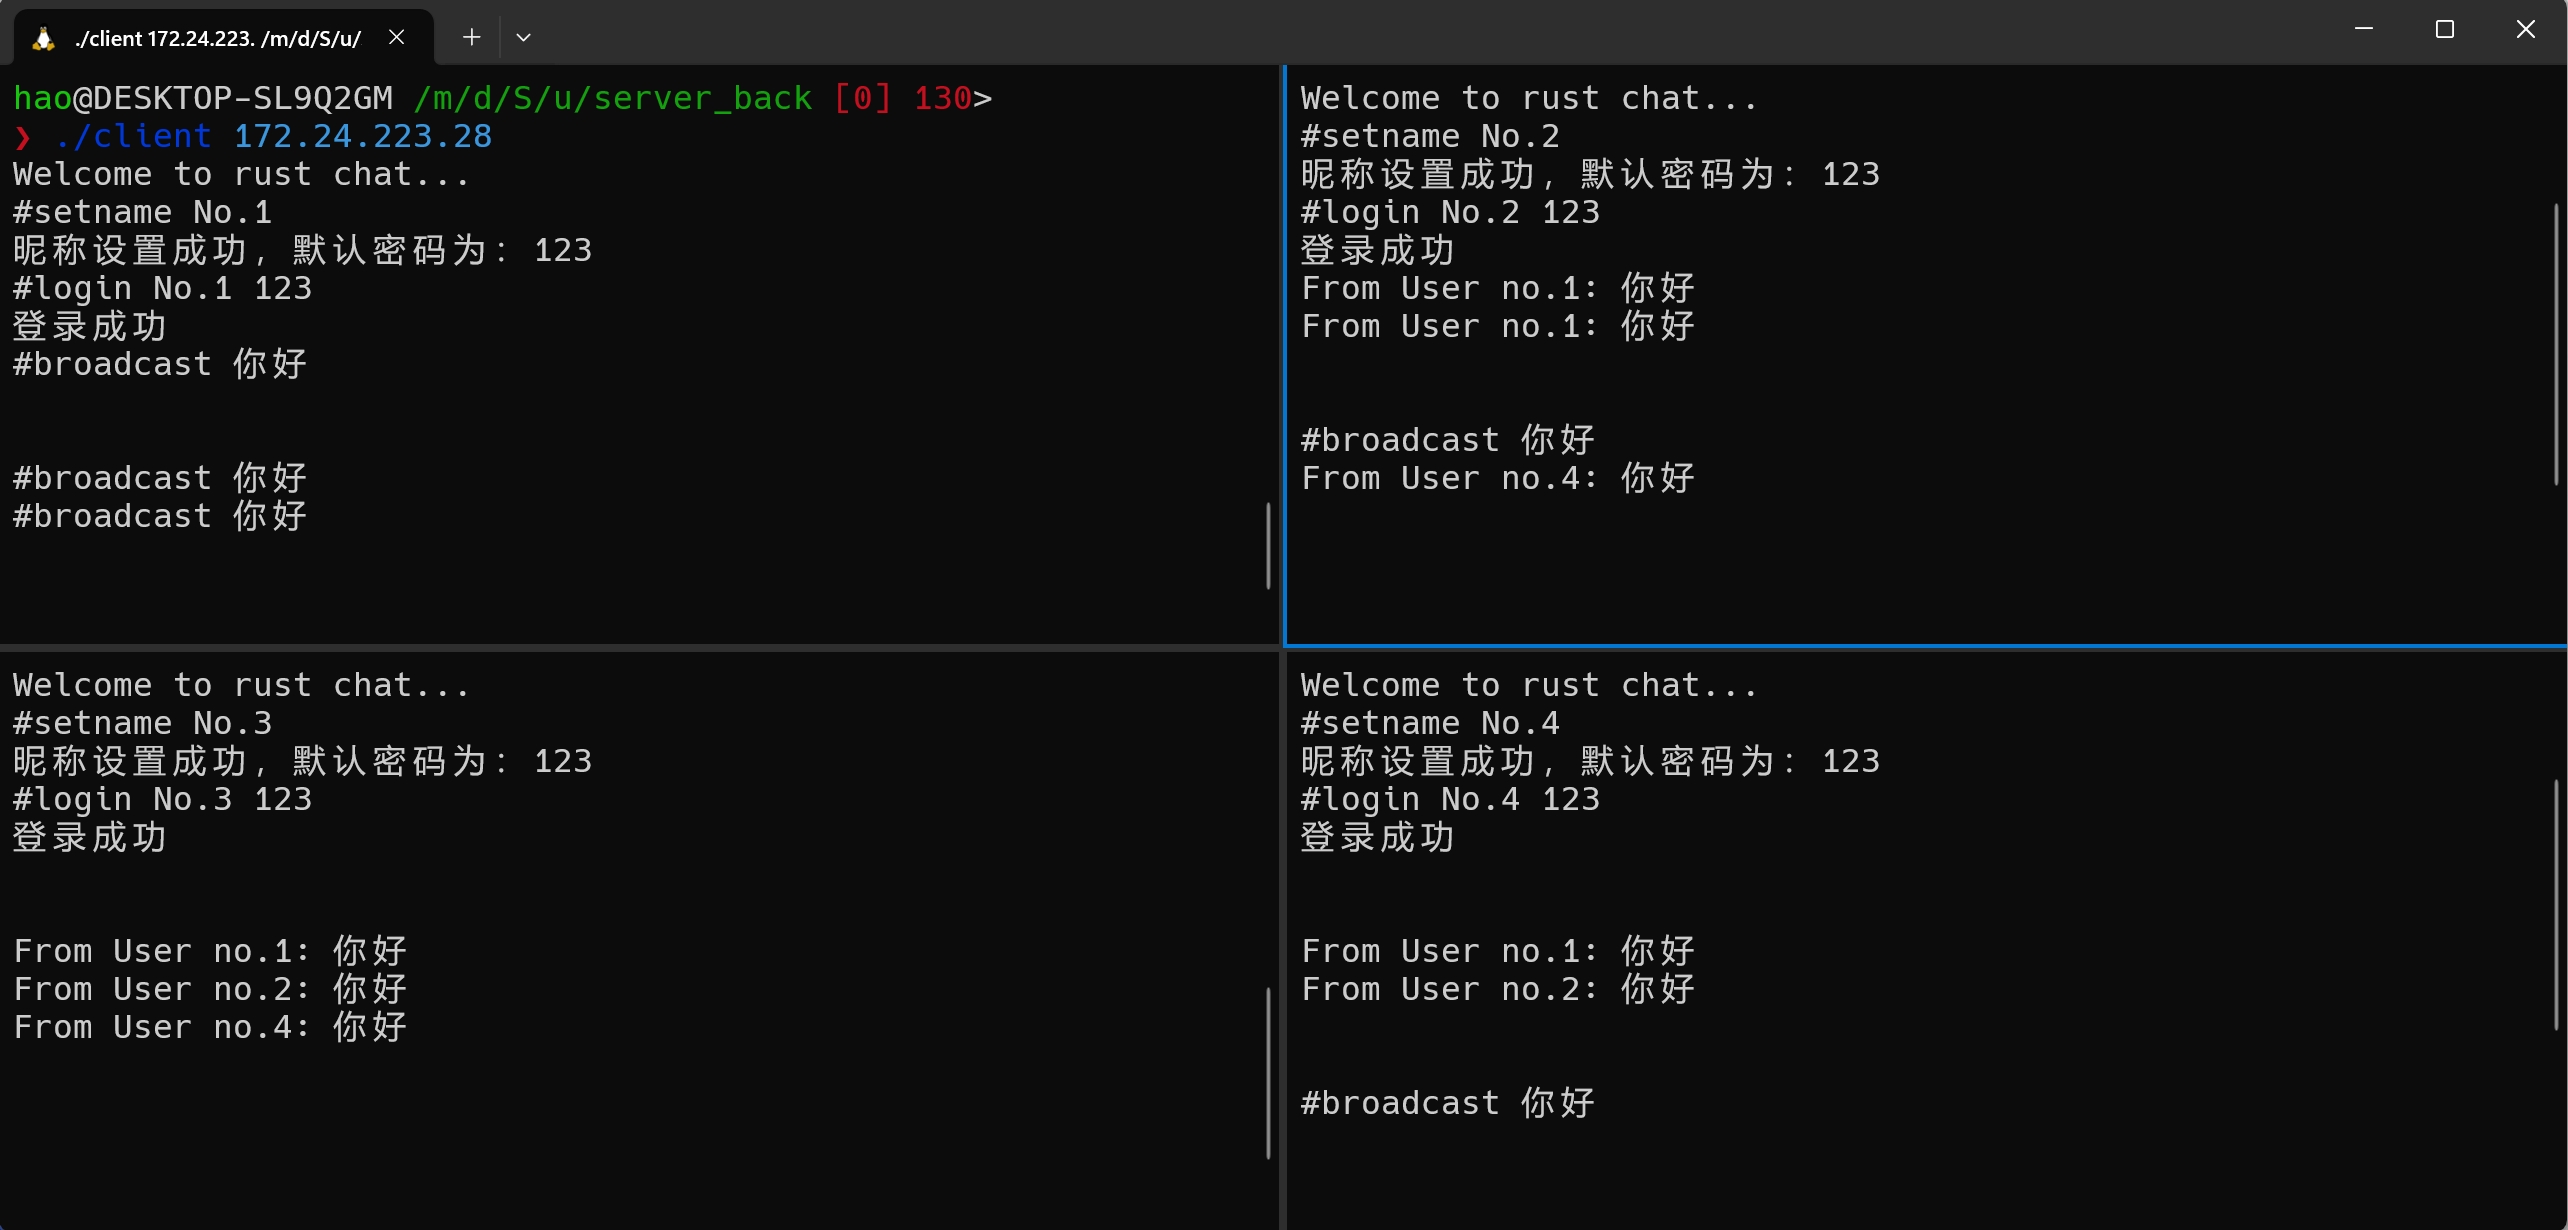 ./client 172.24.223. /m/d/S/u/
hao@DESKTOP-SL9Q2GM /m/d/S/u/server_back [0] 130>
❯ ./client 172.24.223.28
Welcome to rust chat...
#setname No.1
昵称设置成功，默认密码为：123
#login No.1 123
登录成功
#broadcast 你好
#broadcast 你好
#broadcast 你好
Welcome to rust chat...
#setname No.2
昵称设置成功，默认密码为：123
#login No.2 123
登录成功
From User no.1: 你好
From User no.1: 你好
#broadcast 你好
From User no.4: 你好
Welcome to rust chat...
#setname No.3
昵称设置成功，默认密码为：123
#login No.3 123
登录成功
From User no.1: 你好
From User no.2: 你好
From User no.4: 你好
Welcome to rust chat...
#setname No.4
昵称设置成功，默认密码为：123
#login No.4 123
登录成功
From User no.1: 你好
From User no.2: 你好
#broadcast 你好